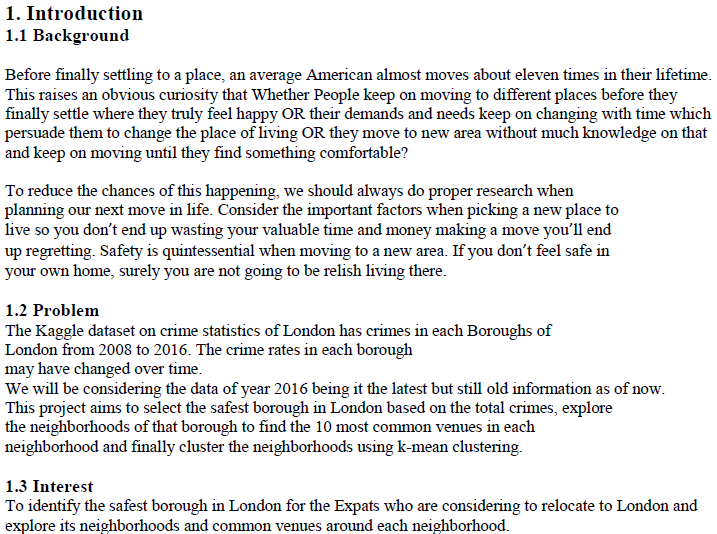 1. Introduction
1.1 Background
Before finally settling to a place, an average American almost moves about eleven times in their lifetime.
This raises an obvious curiosity that Whether People keep on moving to different places before they
finally settle where they truly feel happy OR their demands and needs keep on changing with time which
persuade them to change the place of living OR they move to new area without much knowledge on that
and keep on moving until they find something comfortable?
To reduce the chances of this happening, we should always do proper research when
planning our next move in life. Consider the important factors when picking a new place to
live so you don't end up wasting your valuable time and money making a move you'll end
up regretting. Safety is quintessential when moving to a new area. If you don't feel safe in
your own home, surely you are not going to be relish living there.
1.2 Problem
The Kaggle dataset on crime statistics of London has crimes in each Boroughs of
London from 2008 to 2016. The crime rates in each borough
may have changed over time.
We will be considering the data of year 2016 being it the latest but still old information as of now.
This project aims to select the safest borough in London based on the total crimes, explore
the neighborhoods of that borough to find the 10 most common venues in each
neighborhood and finally cluster the neighborhoods using k-mean clustering.
1.3 Interest
To identify the safest borough in London for the Expats who are considering to relocate to London and
explore its neighborhoods and common venues around each neighborhood.